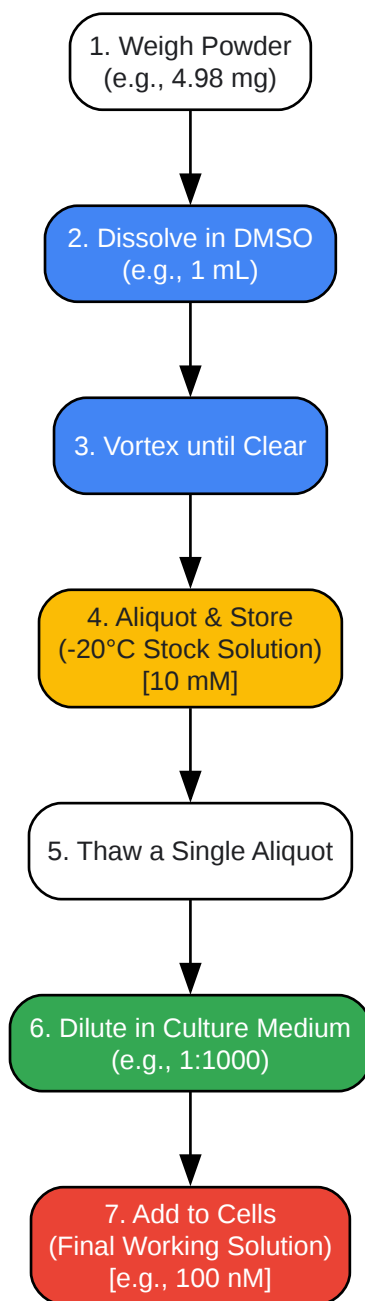 1. Weigh Powder
(e.g., 4.98 mg)
2. Dissolve in DMSO
(e.g., 1 mL)
3. Vortex until Clear
4. Aliquot & Store
(-20°C Stock Solution)
[10 mM]
5. Thaw a Single Aliquot
6. Dilute in Culture Medium
(e.g., 1:1000)
7. Add to Cells
(Final Working Solution)
[e.g., 100 nM]